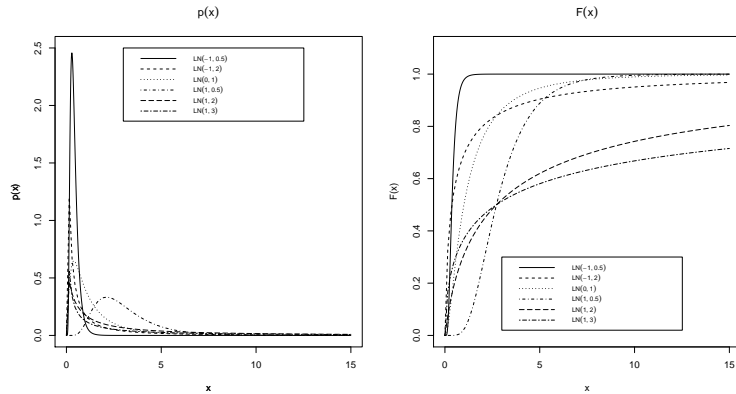 p(x)
p(x)
2.5
2.0
1.5
1.0
0.5
0.0
LN(−1, 0.5)
LN(−1, 2)
LN(0, 1)
LN(1, 0.5)
LN(1, 2)
LN(1, 3)
0
5
10
15
x
F(x)
F(x)
1.0
0.8
0.6
0.4
0.2
0.0
LN(−1, 0.5)
LN(−1, 2)
LN(0, 1)
LN(1, 0.5)
LN(1, 2)
LN(1, 3)
0
5
10
15
x